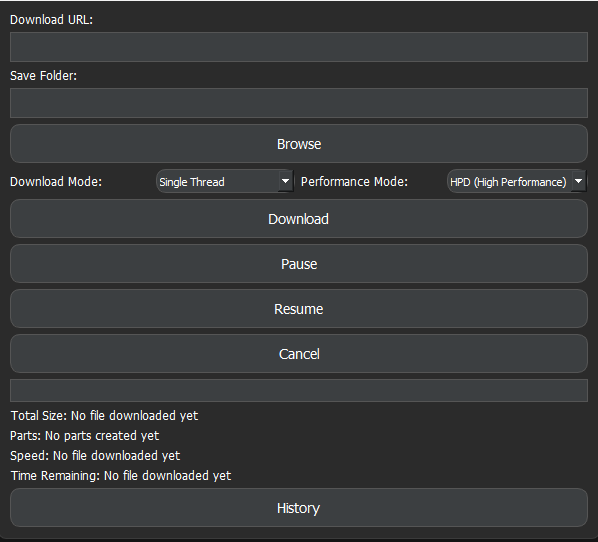 Download URL:
Save Folder:
Browse
Download Mode: Single Thread Performance Mode: HPD (High Performance)
Download
Pause
Resume
Cancel
Total Size: No file downloaded yet
Parts: No parts created yet
Speed: No file downloaded yet
Time Remaining: No file downloaded yet
History